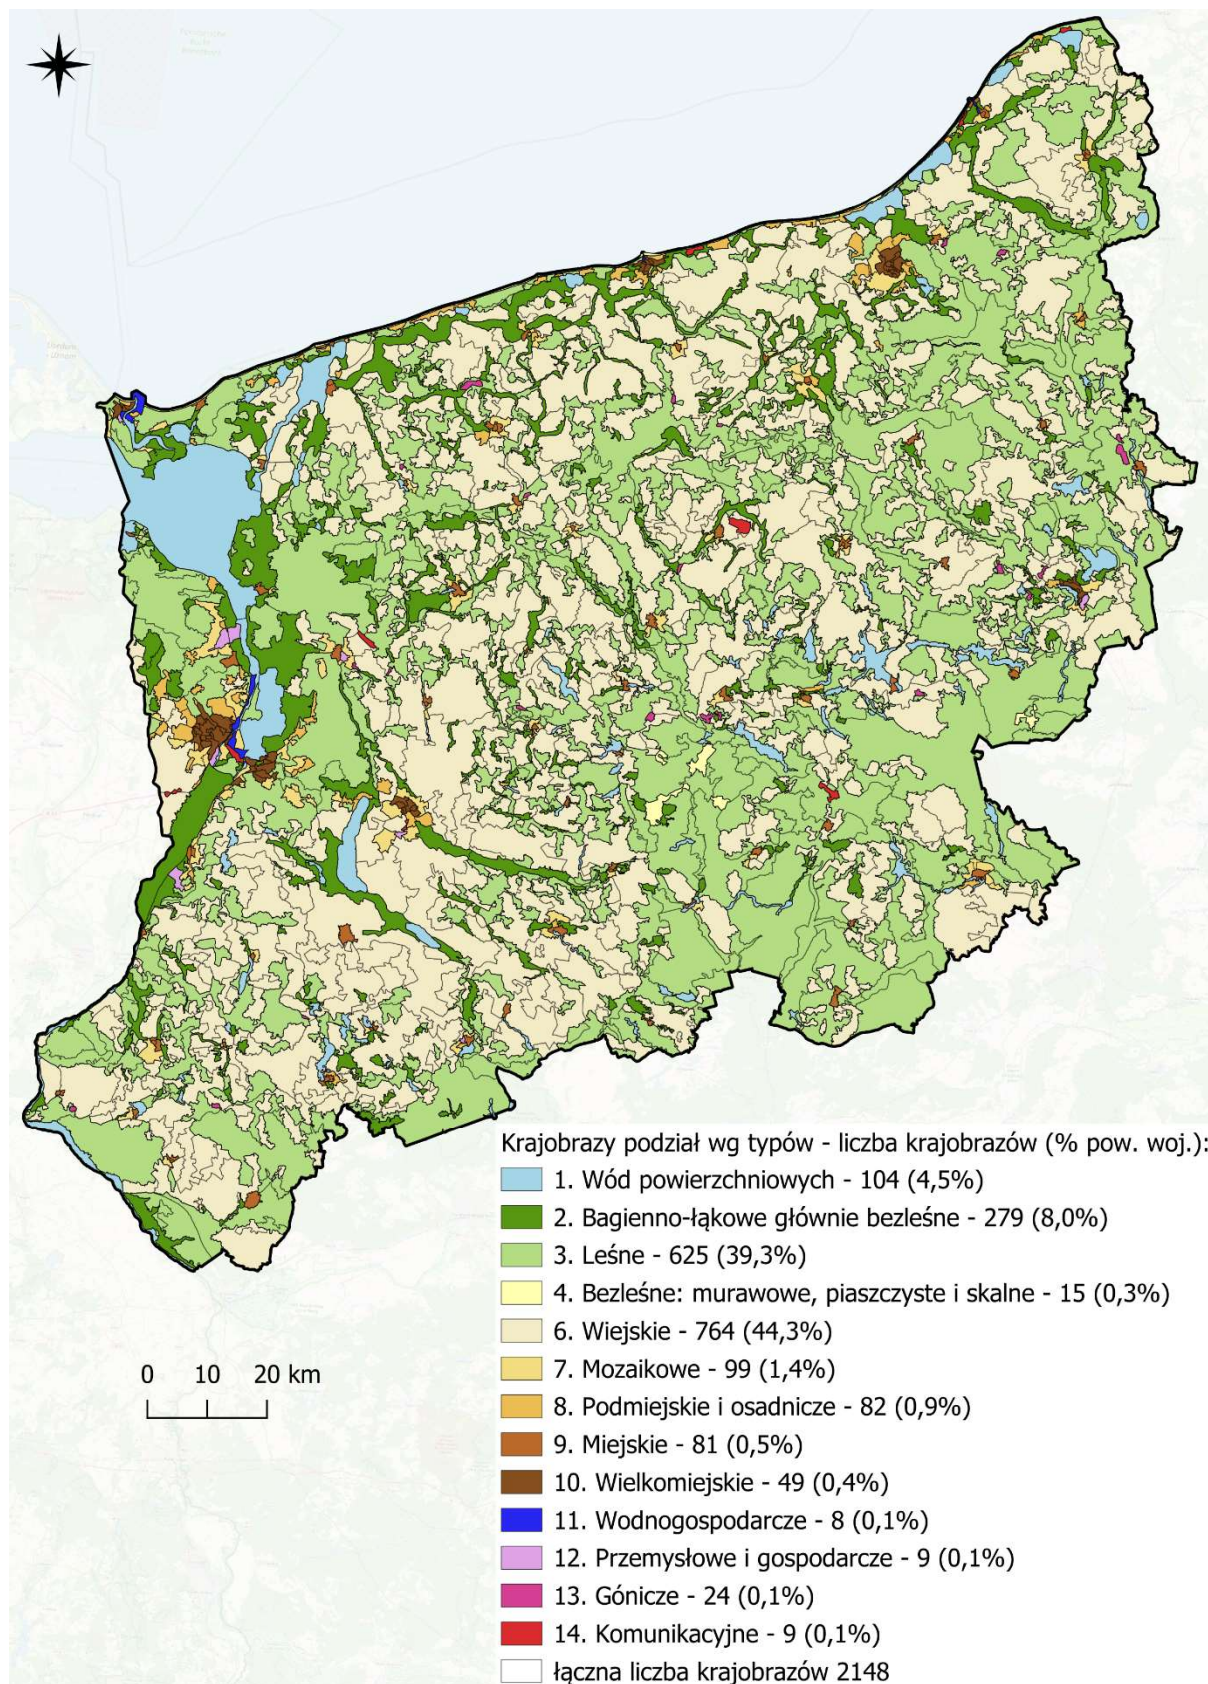 0 10 20 km
Krajobrazy podział wg typów - liczba krajobrazów (% pow. woj.):
1. Wód powierzchniowych - 104 (4,5%)
2. Bagienno-łąkowe głównie bezleśne - 279 (8,0%)
3. Leśne - 625 (39,3%)
4. Bezleśne: murawowe, piaszczyste i skalne - 15 (0,3%)
6. Wiejskie - 764 (44,3%)
7. Mozaikowe - 99 (1,4%)
8. Podmiejskie i osadnicze - 82 (0,9%)
9. Miejskie - 81 (0,5%)
10. Wielkomiejskie - 49 (0,4%)
11. Wodnogospodarcze - 8 (0,1%)
12. Przemysłowe i gospodarcze - 9 (0,1%)
13. Gónicze - 24 (0,1%)
14. Komunikacyjne - 9 (0,1%)
łączna liczba krajobrazów 2148